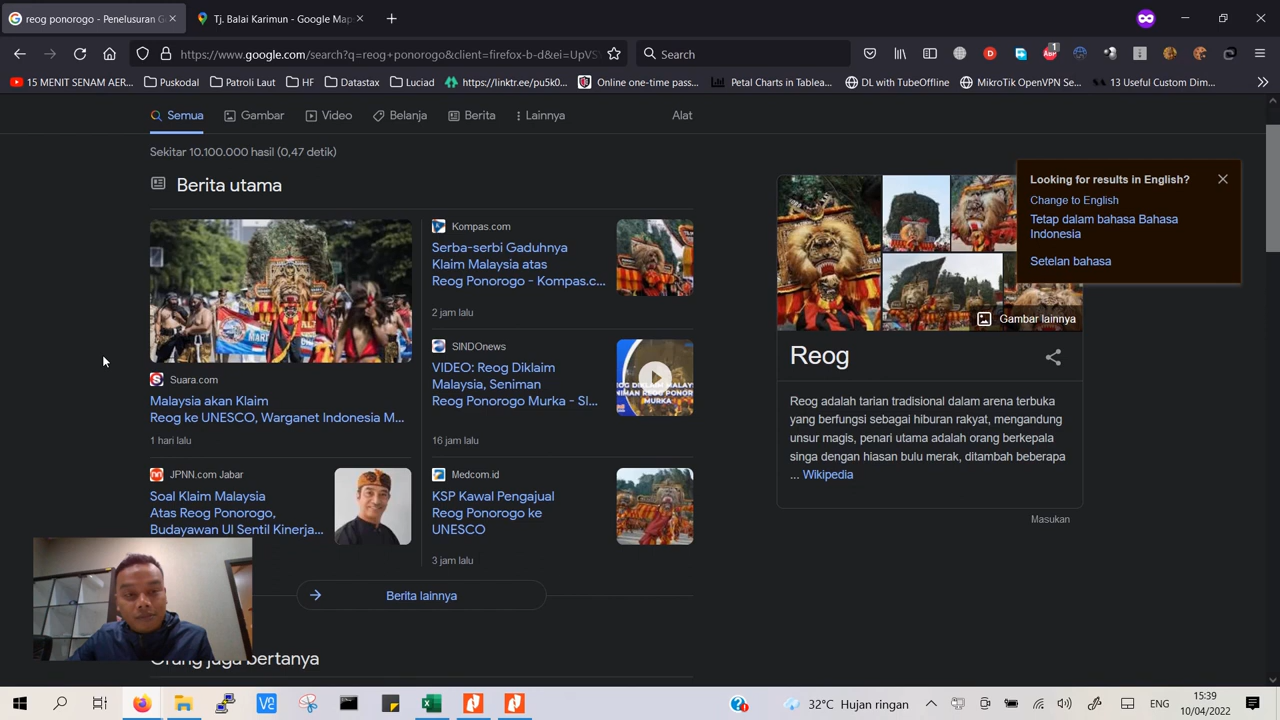 reog ponorogo - Penelusuran G
Tj. Balai Karimun - Google Map
https://www.google.com/search?q=reog+ponorogo&client=firefox-b-d&ei=UpVS
Search
15 MENIT SENAM AER...
Puskodal
Patroli Laut
HF
Datastax
Luciad
https://linktr.ee/pu5k0...
Online one-time pass...
Petal Charts in Tablea...
DL with TubeOffline
MikroTik OpenVPN Se...
13 Useful Custom Dim...
Semua
Gambar
Video
Belanja
Berita
Lainnya
Alat
Sekitar 10.100.000 hasil (0,47 detik)
Berita utama
Suara.com
Malaysia akan Klaim
Reog ke UNESCO, Warganet Indonesia M...
1 hari lalu
JPNN.com Jabar
Soal Klaim Malaysia
Atas Reog Ponorogo,
Budayawan UI Sentil Kinerja...
Kompas.com
Serba-serbi Gaduhnya
Klaim Malaysia atas
Reog Ponorogo - Kompas.c...
2 jam lalu
SINDOnews
VIDEO: Reog Diklaim
Malaysia, Seniman
Reog Ponorogo Murka - SI...
16 jam lalu
Medcom.id
KSP Kawal Pengajual
Reog Ponorogo ke
UNESCO
3 jam lalu
Berita lainnya
Orang juga bertanya
Looking for results in English?
Change to English
Tetap dalam bahasa Bahasa
Indonesia
Setelan bahasa
Gambar lainnya
Reog
Reog adalah tarian tradisional dalam arena terbuka
yang berfungsi sebagai hiburan rakyat, mengandung
unsur magis, penari utama adalah orang berkepala
singa dengan hiasan bulu merak, ditambah beberapa
... Wikipedia
Masukan
32°C Hujan ringan
ENG
15:39
10/04/2022